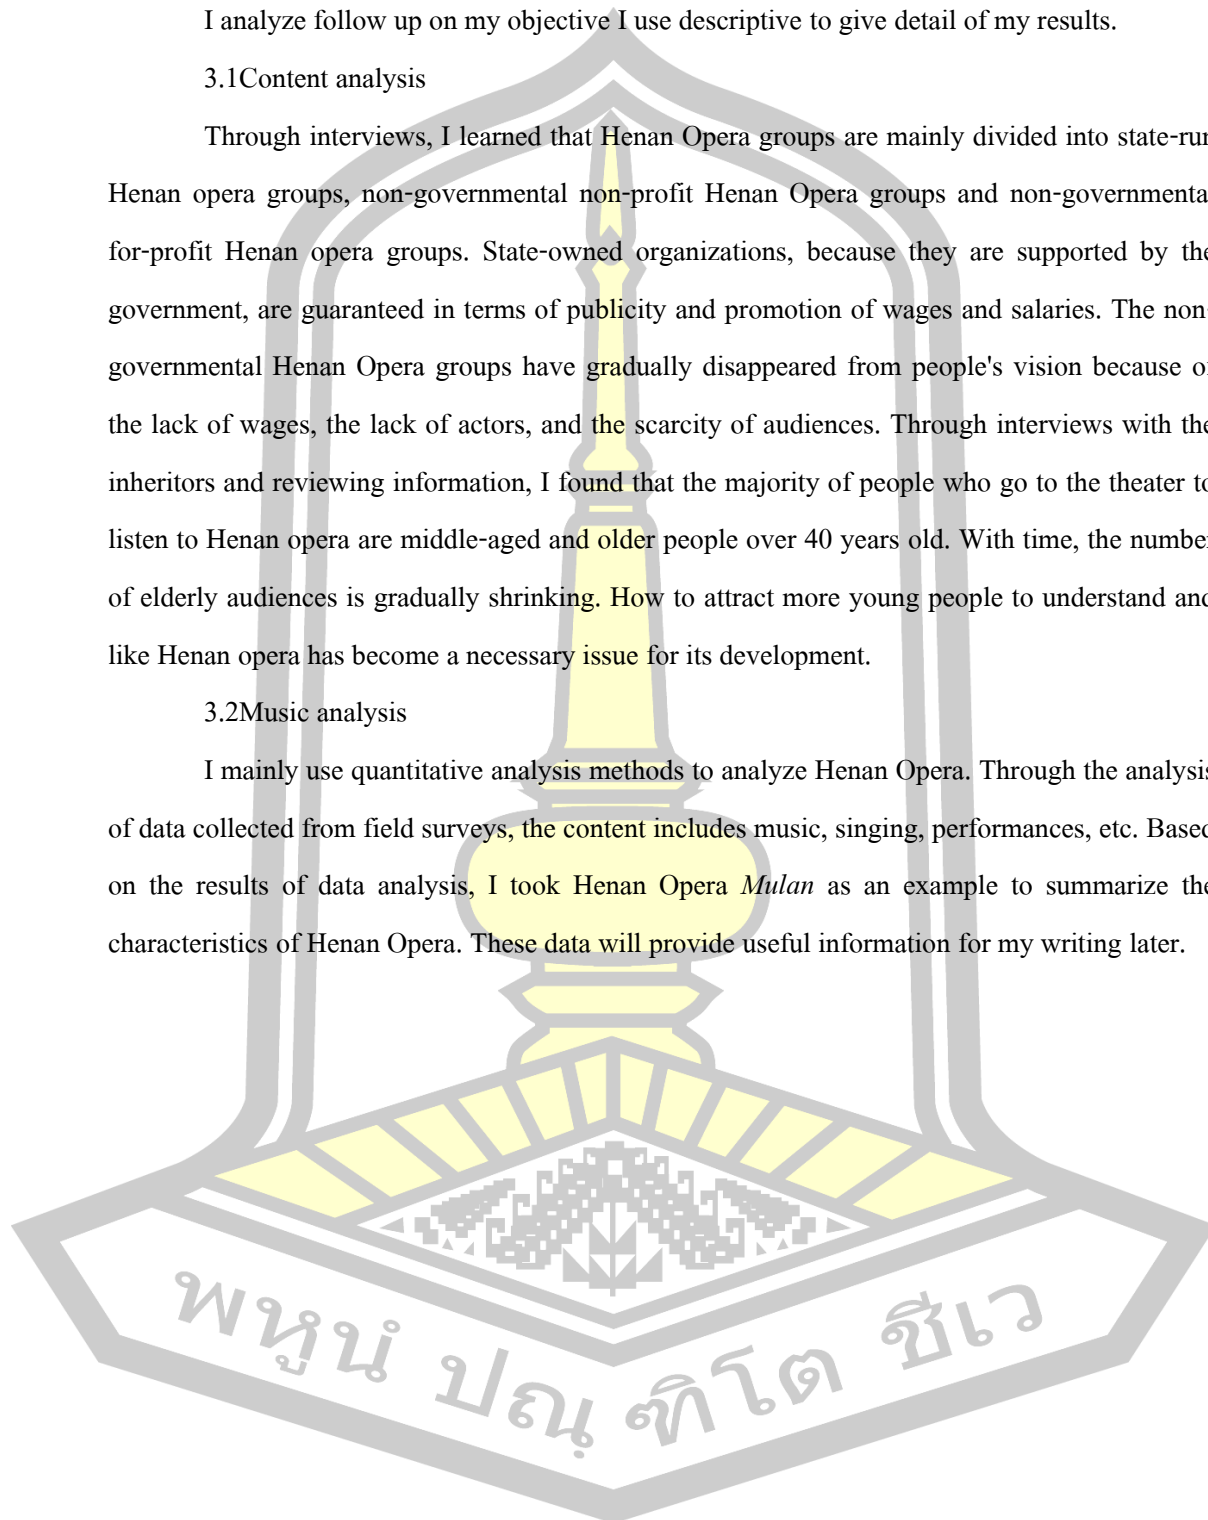 I analyze follow up on my objective I use descriptive to give detail of my results.
3.1Content analysis
Through interviews, I learned that Henan Opera groups are mainly divided into state-run
Henan opera groups, non-governmental non-profit Henan Opera groups and non-governmenta
for-profit Henan opera groups. State-owned organizations, because they are supported by the
government, are guaranteed in terms of publicity and promotion of wages and salaries. The non-
governmental Henan Opera groups have gradually disappeared from people's vision because of
the lack of wages, the lack of actors, and the scarcity of audiences. Through interviews with the
inheritors and reviewing information, I found that the majority of people who go to the theater to
listen to Henan opera are middle-aged and older people over 40 years old. With time, the number
of elderly audiences is gradually shrinking. How to attract more young people to understand and
like Henan opera has become a necessary issue for its development.
3.2Music analysis
I mainly use quantitative analysis methods to analyze Henan Opera. Through the analysis
of data collected from field surveys, the content includes music, singing, performances, etc. Based
on the results of data analysis, I took Henan Opera Mulan as an example to summarize the
characteristics of Henan Opera. These data will provide useful information for my writing later.
พหูนํ ปณฺฑิโต ชีเว